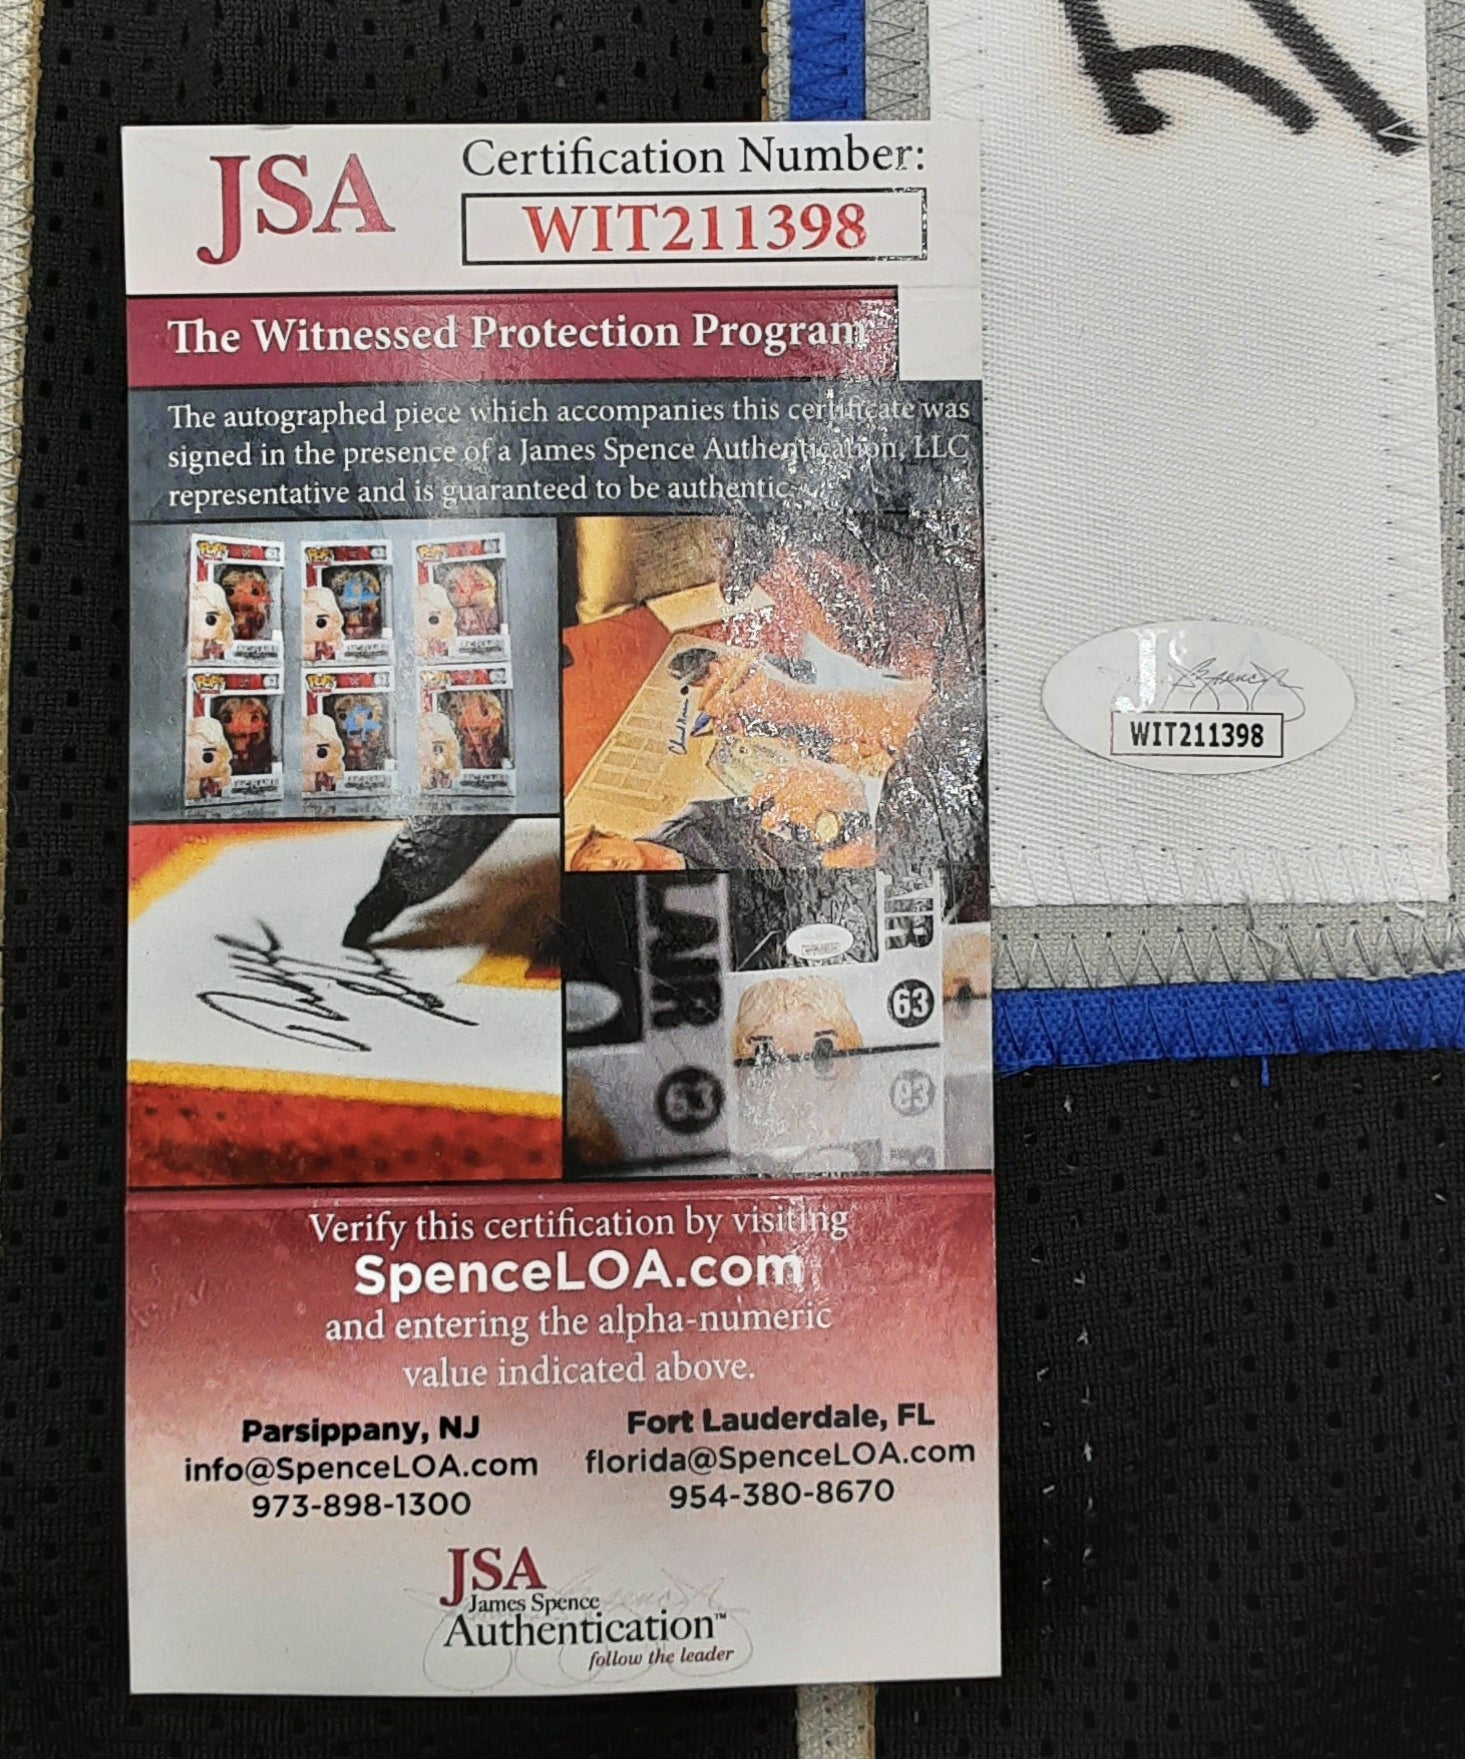 JSA
Certification Number:
WIT211398
The Witnessed Protection Program
The autographed piece which accompanies this certificate was
signed in the presence of a James Spence Authentication, LLC
representative and is guaranteed to be authentic.
63
63
WIT211398
Verify this certification by visiting
SpenceLOA.com
and entering the alpha-numeric
value indicated above.
Parsippany, NJ
info@SpenceLOA.com
973-898-1300
Fort Lauderdale, FL
florida@SpenceLOA.com
954-380-8670
JSA
James Spence
Authentication™
follow the leader